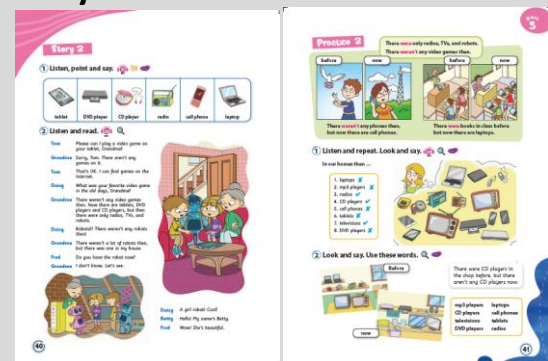 Story 2
1 Listen, point and say.
tablet
DVD player
CD player
radio
cell phone
laptop
2 Listen and read.
Tom Please can I play a video game on
your tablet, Grandma?
Grandma Sorry, Tom. There aren't any
games on it.
Tom That's OK. I can find games on the
Internet.
Daisy What was your favorite video game
in the old days, Grandma?
Grandma There weren't any video games
then. Now there are tablets, DVD
players and CD players, but then
there were only radios, TVs, and
robots.
Daisy Robots?! There weren't any robots
then!
Grandma There weren't a lot of robots then,
but there was one in my house.
Fred Do you have the robot now?
Grandma I don't know. Let's see.
Daisy A girl robot! Cool!
Betty Hello! My name's Betty.
Fred Wow! She's beautiful.
40
Unit
5
Practice 2
There were only radios, TVs, and robots.
There weren't any video games then.
before
now
before
now
There weren't any phones then,
but now there are cell phones.
There were books in class before
but now there are laptops.
1 Listen and repeat. Look and say.
In our homes then ...
1. laptops ✗
2. mp3 players ✗
3. radios ✓
4. CD players ✓
5. cell phones ✗
6. tablets ✗
7. televisions ✓
8. DVD players ✗
2 Look and say. Use these words.
Before
now
There were CD players in
the shop before, but there
aren't any CD players now.
mp3 players laptops
CD players cell phones
televisions tablets
DVD players radios
41